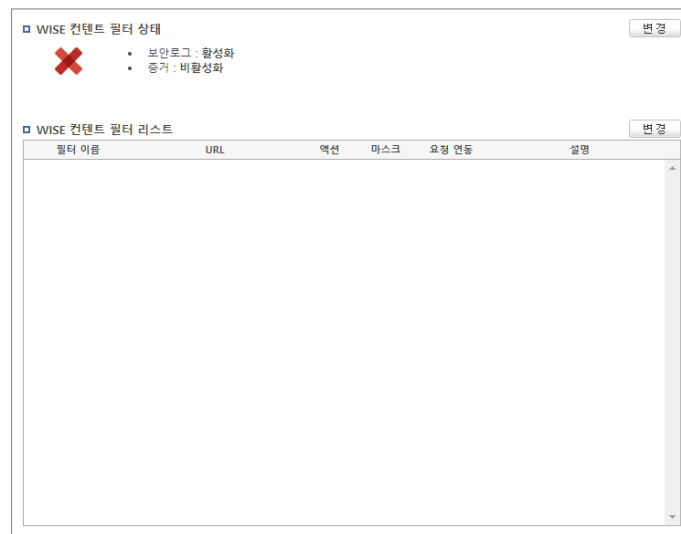 WISE 컨텐트 필터 상태
변경
보안로그 : 활성화
증거 : 비활성화
WISE 컨텐트 필터 리스트
변경
필터 이름 URL 액션 마스크 요청 연동 설명